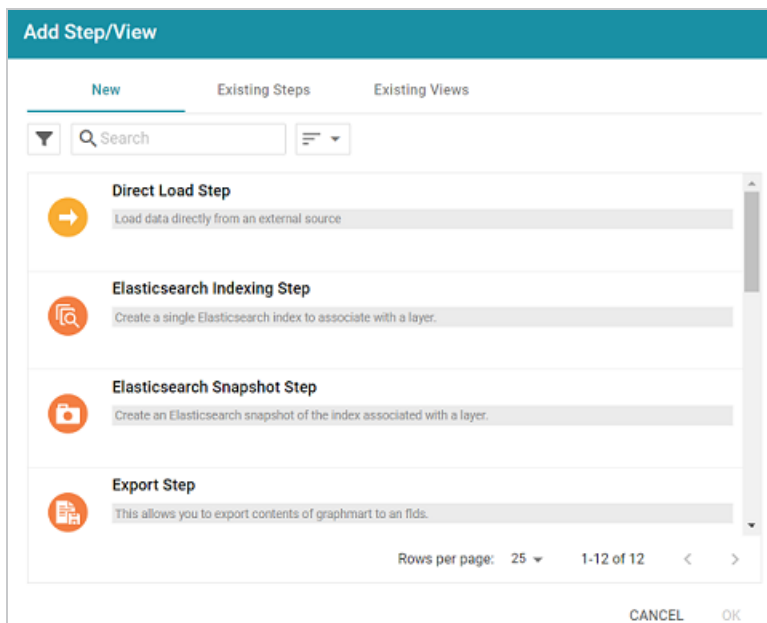 Add Step/View
New Existing Steps Existing Views
Search
Direct Load Step
Load data directly from an external source
Elasticsearch Indexing Step
Create a single Elasticsearch index to associate with a layer.
Elasticsearch Snapshot Step
Create an Elasticsearch snapshot of the index associated with a layer.
Export Step
This allows you to export contents of graphmart to an flds.
Rows per page: 25 1-12 of 12
CANCEL OK